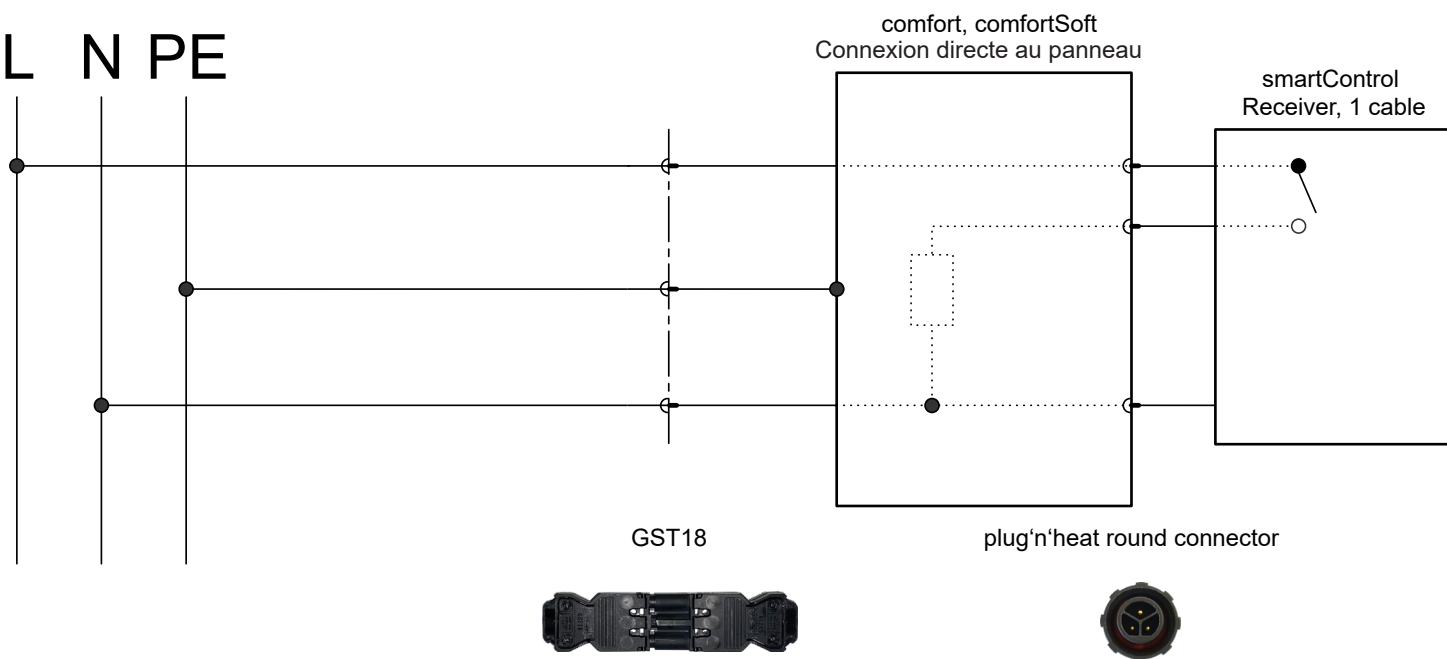 L N PE
comfort, comfortSoft
Connexion directe au panneau
smartControl
Receiver, 1 cable
GST18
plug‘n‘heat round connector